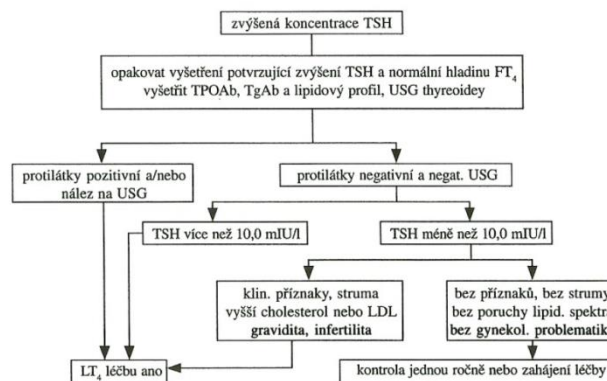 zvýšená koncentrace TSH
opakovat vyšetření potvrzující zvýšení TSH a normální hladinu FT₄
vyšetřit TPOAb, TgAb a lipidový profil, USG thyreoidey
protilátky pozitivní a/nebo
nález na USG
protilátky negativní a negat. USG
TSH více než 10,0 mIU/l
TSH méně než 10,0 mIU/l
klin. příznaky, struma
vyšší cholesterol nebo LDL
gravidita, infertilita
bez příznaků, bez strumy
bez poruchy lipid. spektra
bez gynekol. problematik
LT₄ léčbu ano
kontrola jednou ročně nebo zahájení léčby